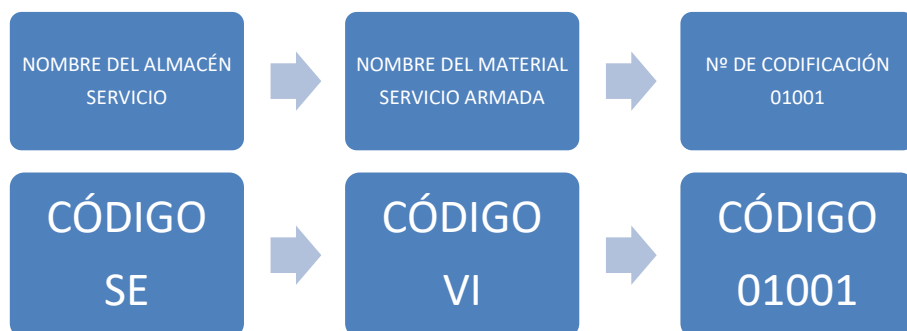 NOMBRE DEL ALMACÉN
SERVICIO
NOMBRE DEL MATERIAL
SERVICIO ARMADA
Nº DE CODIFICACIÓN
01001
CÓDIGO
SE
CÓDIGO
VI
CÓDIGO
01001